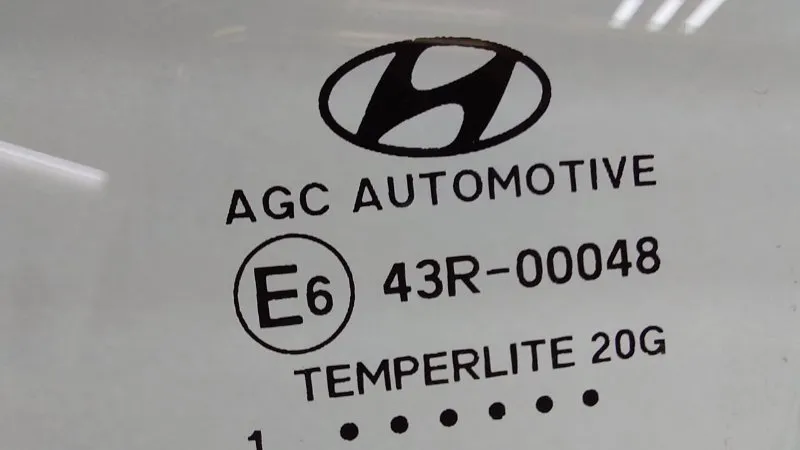 AGC AUTOMOTIVE
E6 43R-00048
TEMPERLITE 20G
1 • • • • • •